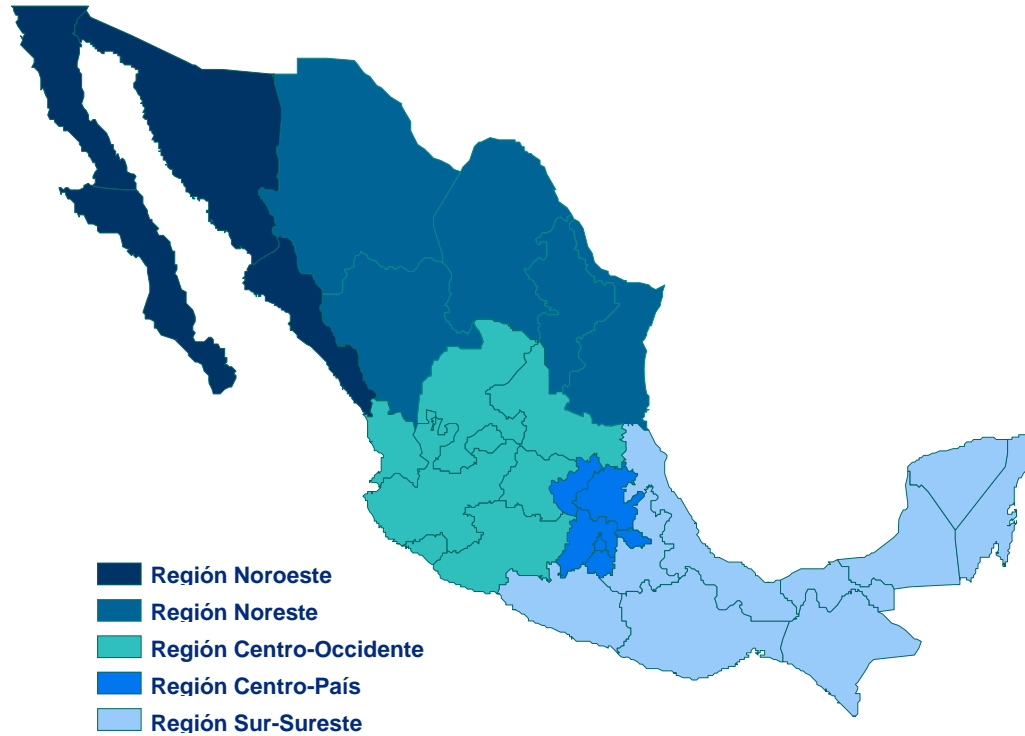 Región Noroeste
Región Noreste
Región Centro-Occidente
Región Centro-País
Región Sur-Sureste